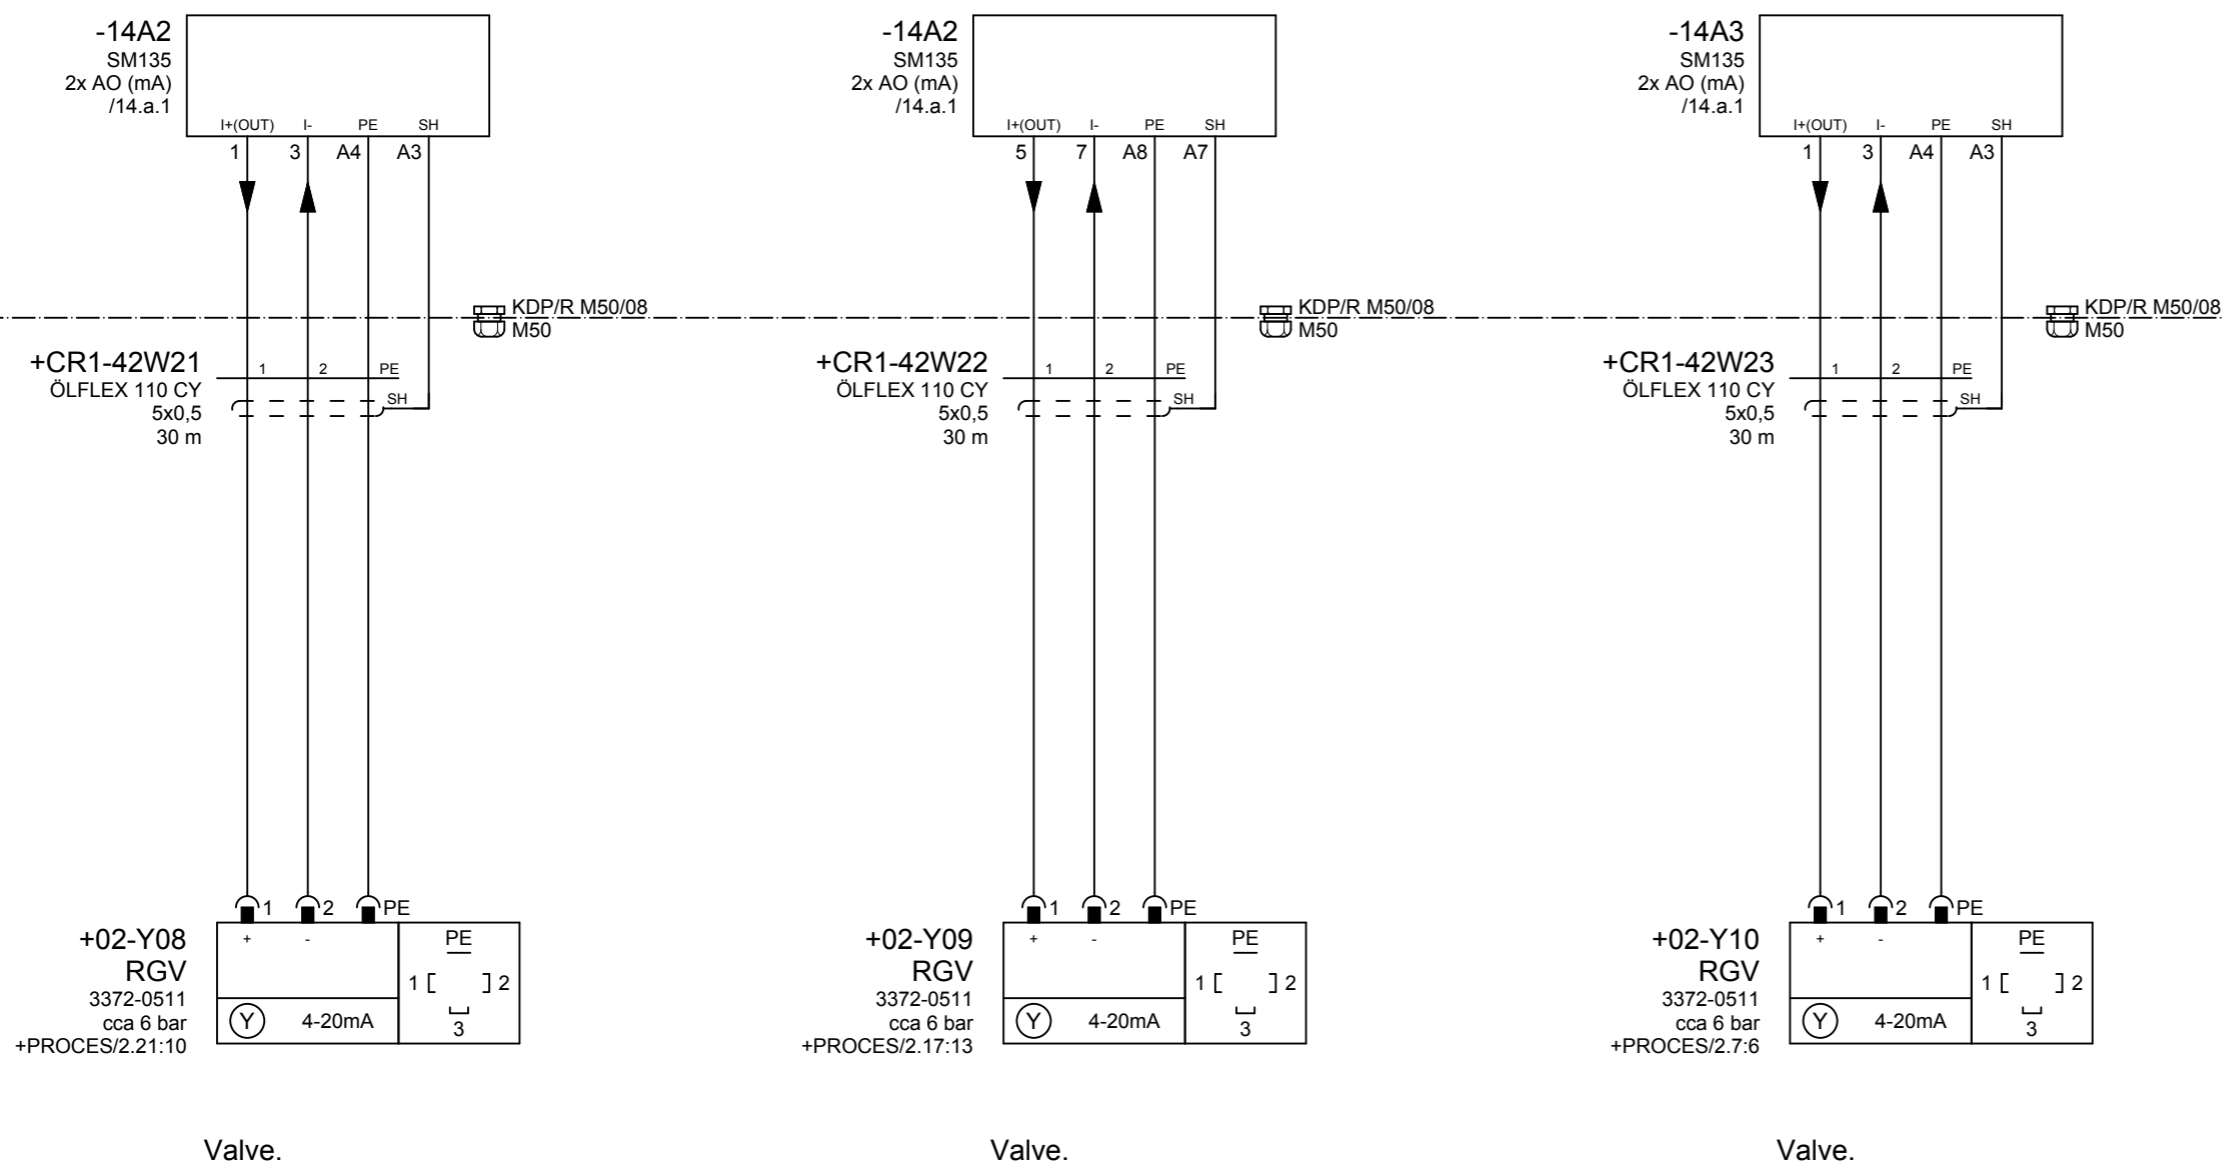 -14A2
SM135
2x AO (mA)
/14.a.1
I+(OUT) I- PE SH
1 3 A4 A3
KDP/R M50/08
M50
+CR1-42W21
ÖLFLEX 110 CY
5x0,5
30 m
1 2 PE
SH
1 2 PE
+02-Y08
RGV
3372-0511
cca 6 bar
+PROCES/2.21:10
+ -
Y 4-20mA
PE
1 2
3
Valve.
-14A2
SM135
2x AO (mA)
/14.a.1
I+(OUT) I- PE SH
5 7 A8 A7
KDP/R M50/08
M50
+CR1-42W22
ÖLFLEX 110 CY
5x0,5
30 m
1 2 PE
SH
1 2 PE
+02-Y09
RGV
3372-0511
cca 6 bar
+PROCES/2.17:13
+ -
Y 4-20mA
PE
1 2
3
Valve.
-14A3
SM135
2x AO (mA)
/14.a.1
I+(OUT) I- PE SH
1 3 A4 A3
KDP/R M50/08
M50
+CR1-42W23
ÖLFLEX 110 CY
5x0,5
30 m
1 2 PE
SH
1 2 PE
+02-Y10
RGV
3372-0511
cca 6 bar
+PROCES/2.7:6
+ -
Y 4-20mA
PE
1 2
3
Valve.